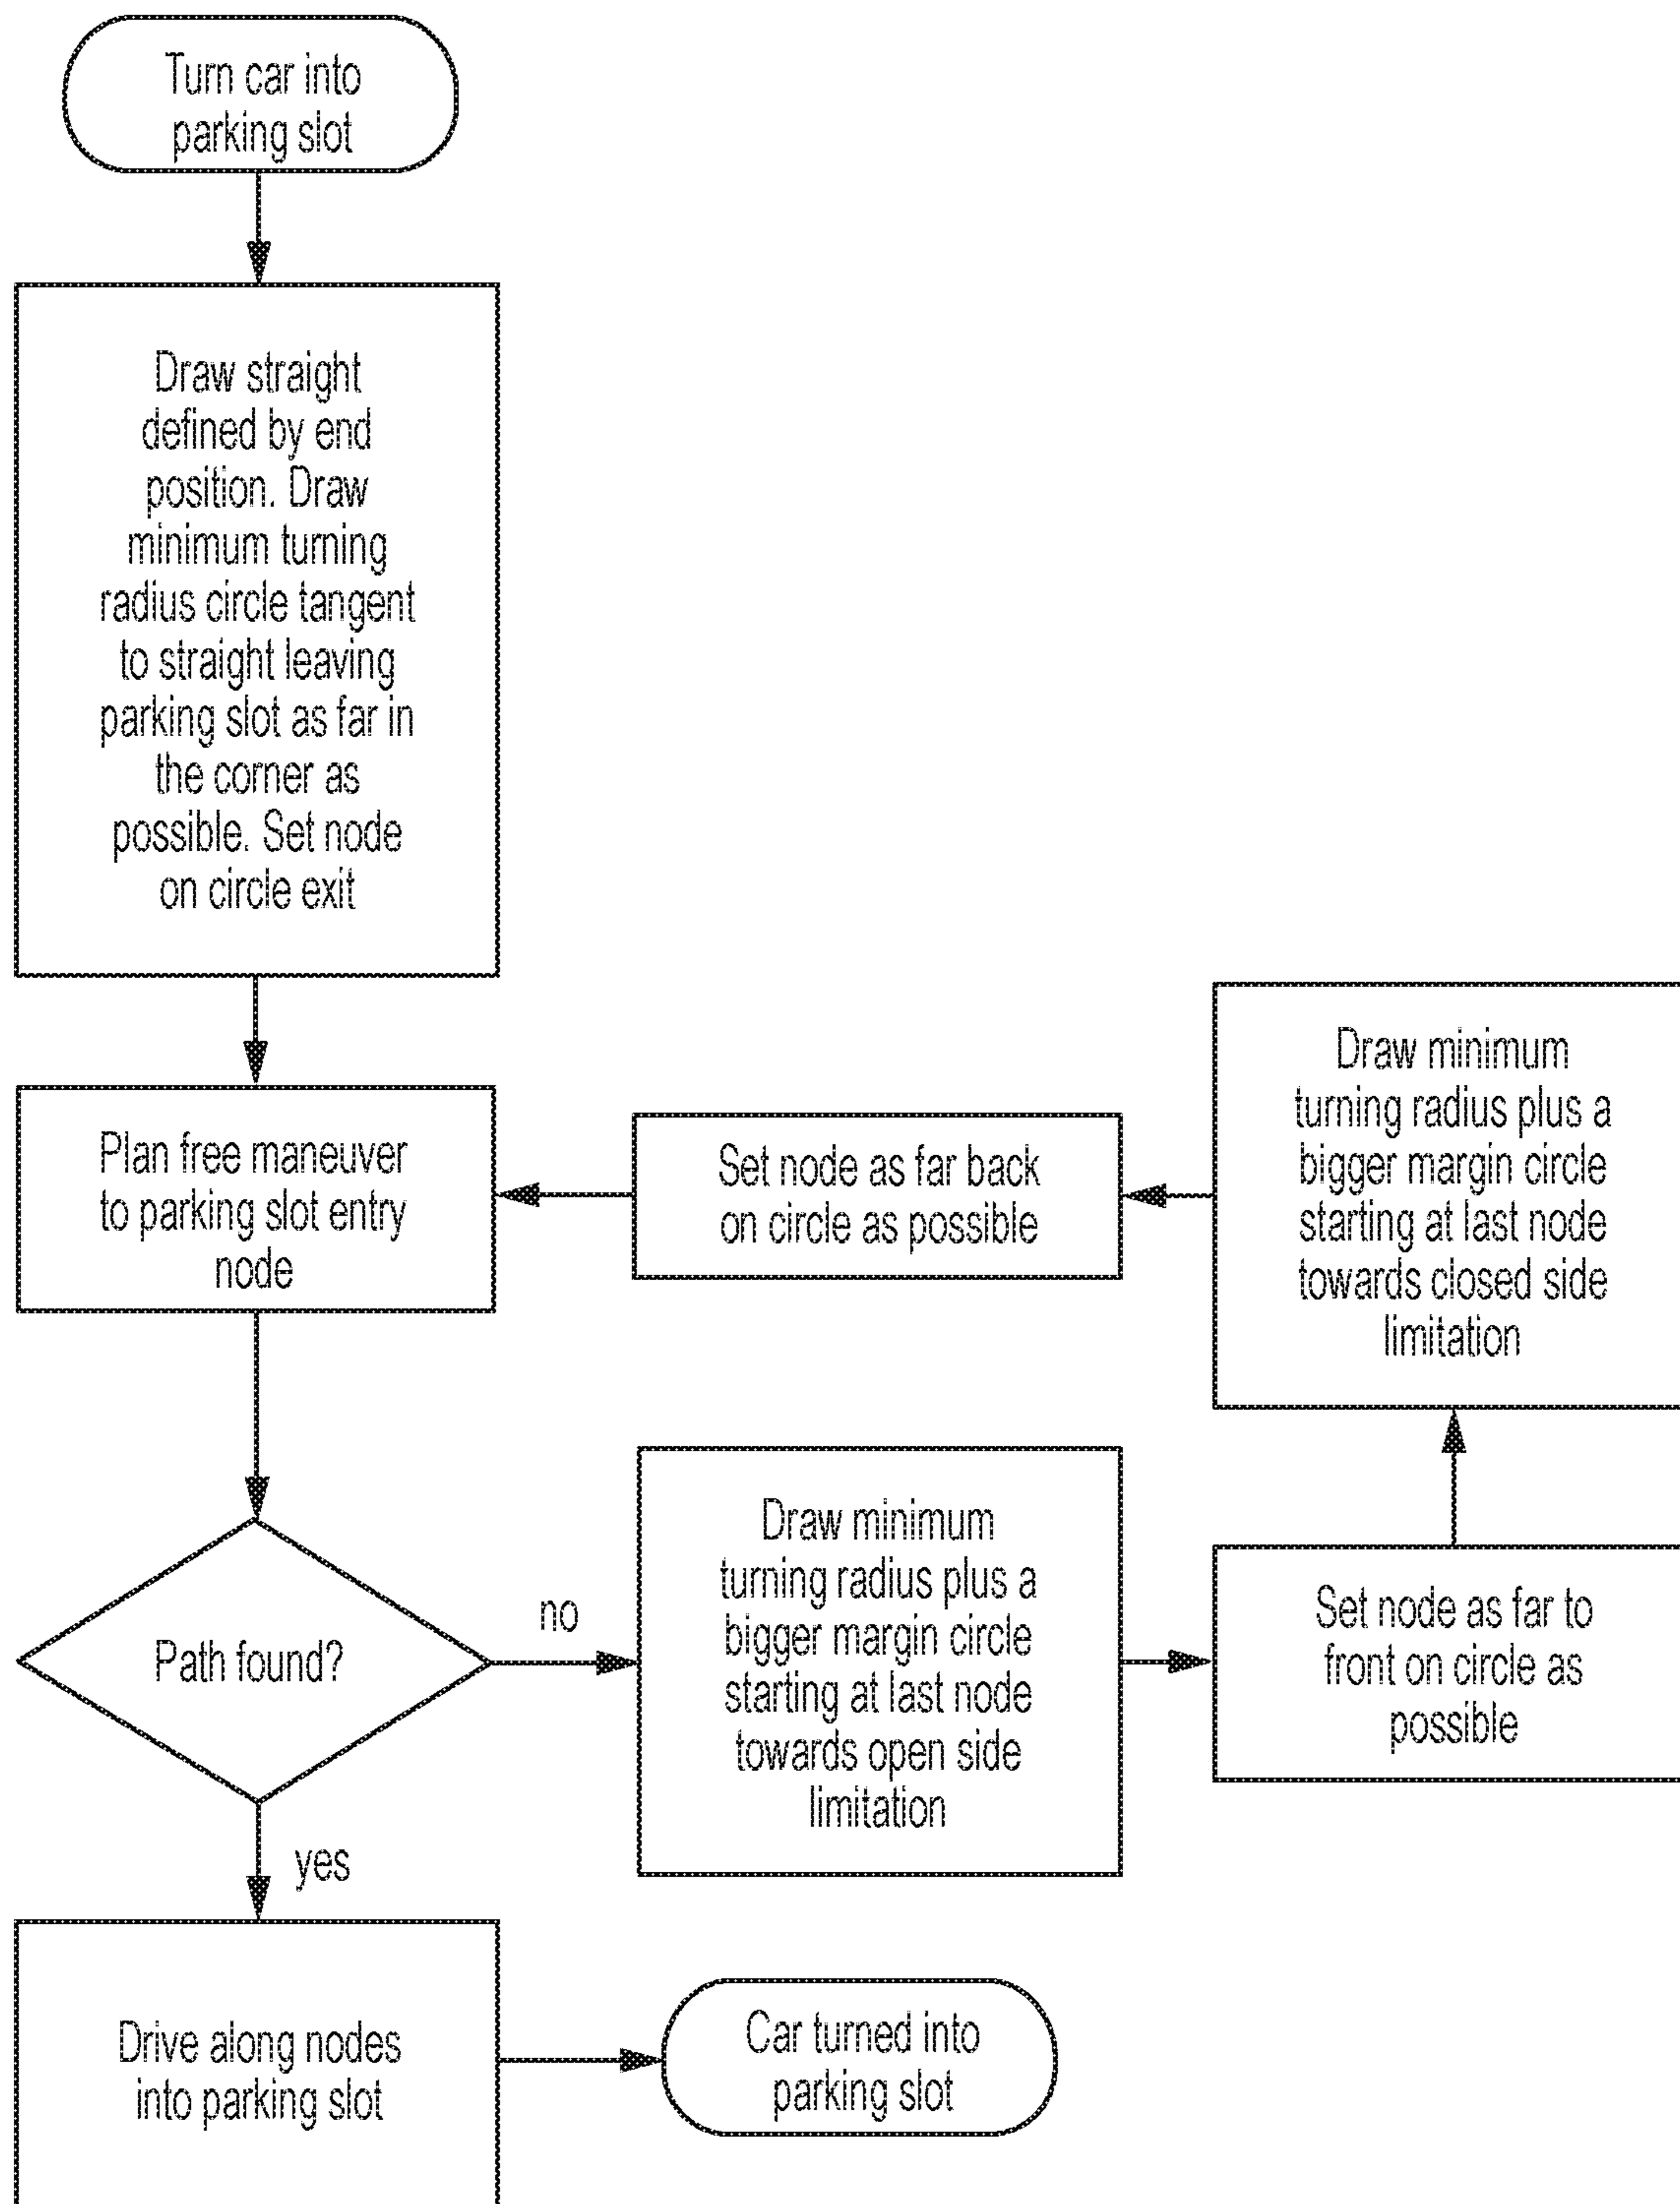 Turn car into
parking slot
Draw straight
defined by end
position. Draw
minimum turning
radius circle tangent
to straight leaving
parking slot as far in
the corner as
possible. Set node
on circle exit
Plan free maneuver
to parking slot entry
node
Set node as far back
on circle as possible
Draw minimum
turning radius plus a
bigger margin circle
starting at last node
towards closed side
limitation
Path found?
no
Draw minimum
turning radius plus a
bigger margin circle
starting at last node
towards open side
limitation
Set node as far to
front on circle as
possible
yes
Drive along nodes
into parking slot
Car turned into
parking slot